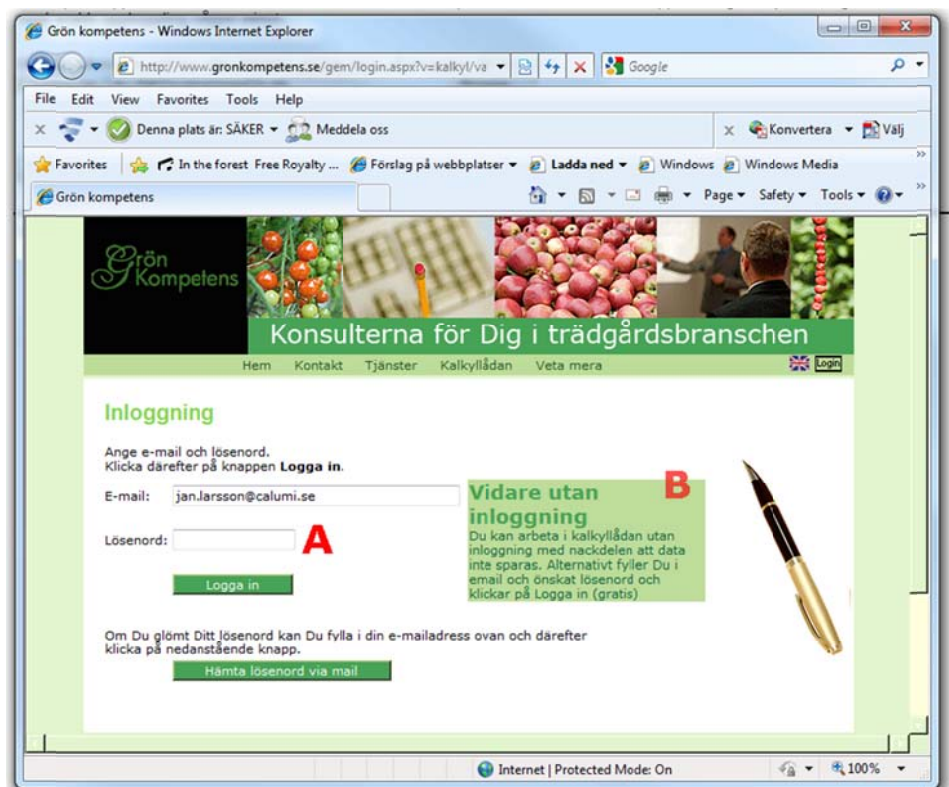 Grön kompetens - Windows Internet Explorer
http://www.gronkompetens.se/gem/login.aspx?v=kalkyl/va
Google
File Edit View Favorites Tools Help
Denna plats är: SÄKER Meddela oss
x Konvertera Välj
Favorites In the forest Free Royalty ... Förslag på webbplatser Ladda ned Windows Windows Media
Grön kompetens
Page Safety Tools
Grön
Kompetens
Konsulterna för Dig i trädgårdsbranschen
Hem Kontakt Tjänster Kalkyllådan Veta mera Login
Inloggning
Ange e-mail och lösenord.
Klicka därefter på knappen Logga in.
E-mail: jan.larsson@calumi.se
Lösenord: A
Logga in
Vidare utan B
inloggning
Du kan arbeta i kalkyllådan utan
inloggning med nackdelen att data
inte sparas. Alternativt fyller Du i
email och önskat lösenord och
klickar på Logga in (gratis)
Om Du glömt Ditt lösenord kan Du fylla i din e-mailadress ovan och därefter
klicka på nedanstående knapp.
Hämta lösenord via mail
Internet | Protected Mode: On 100%